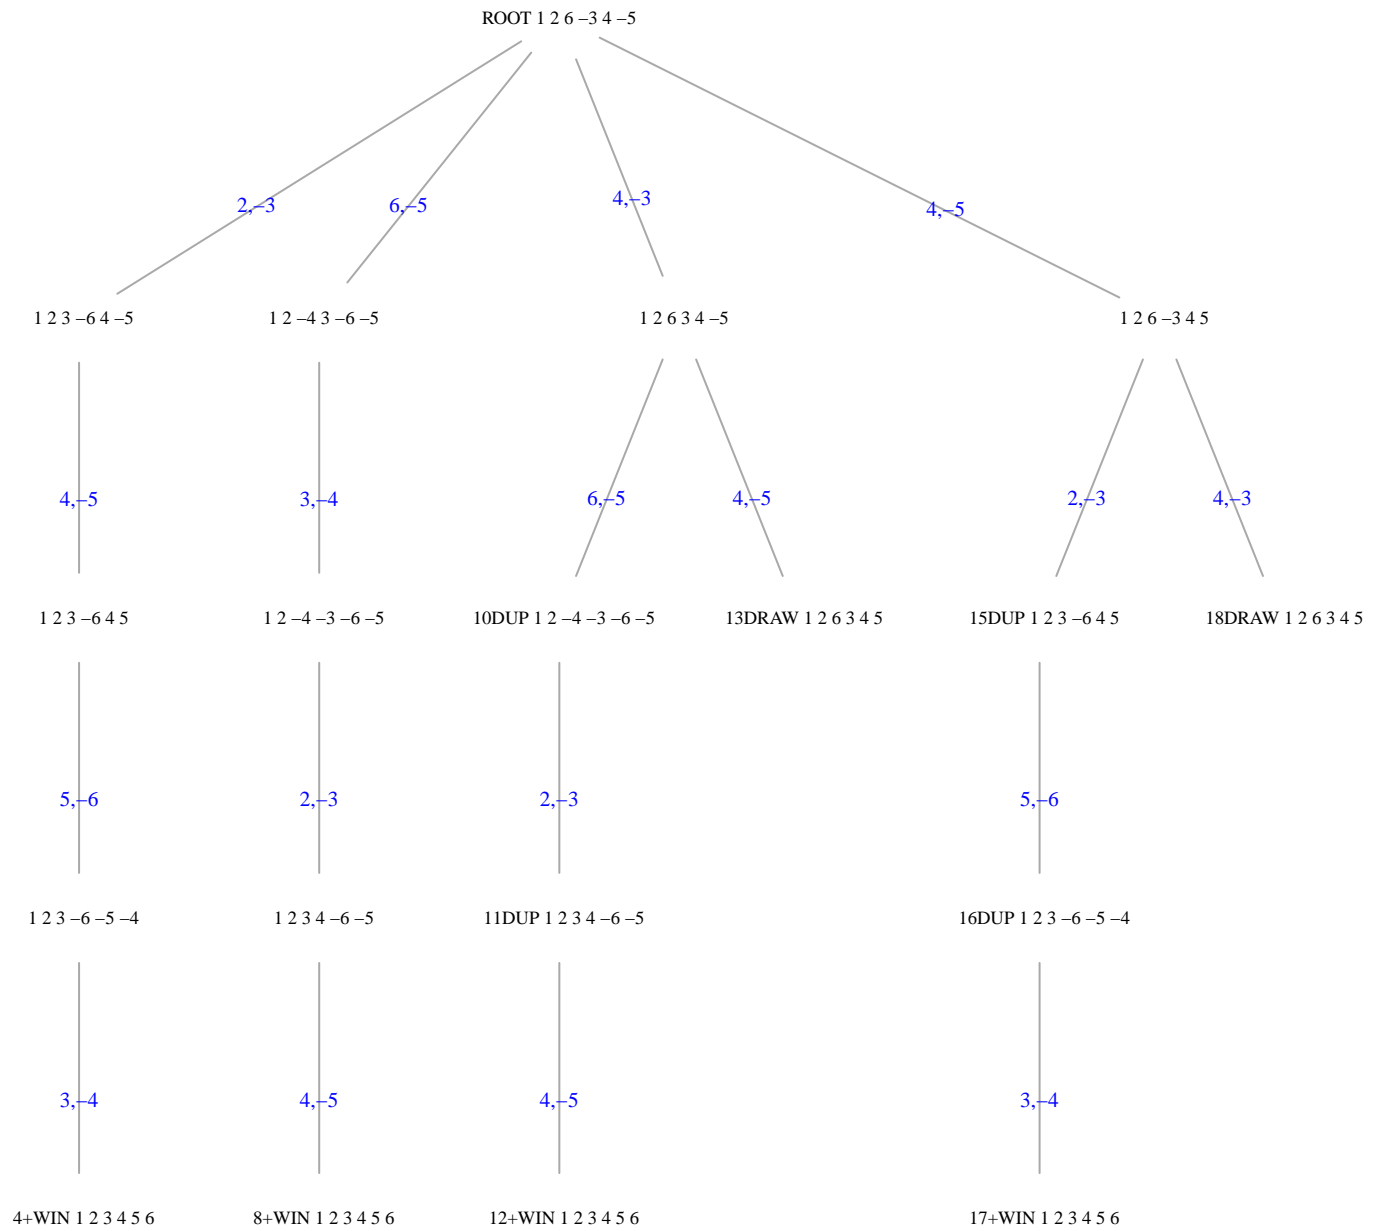 ROOT 1 2 6 –3 4 –5
2,–3 6,–5 4,–3 4,–5
1 2 3 –6 4 –5 1 2 –4 3 –6 –5 1 2 6 3 4 –5 1 2 6 –3 4 5
4,–5 3,–4 6,–5 4,–5 2,–3 4,–3
1 2 3 –6 4 5 1 2 –4 –3 –6 –5 10DUP 1 2 –4 –3 –6 –5 13DRAW 1 2 6 3 4 5 15DUP 1 2 3 –6 4 5 18DRAW 1 2 6 3 4 5
5,–6 2,–3 2,–3 5,–6
1 2 3 –6 –5 –4 1 2 3 4 –6 –5 11DUP 1 2 3 4 –6 –5 16DUP 1 2 3 –6 –5 –4
3,–4 4,–5 4,–5 3,–4
4+WIN 1 2 3 4 5 6 8+WIN 1 2 3 4 5 6 12+WIN 1 2 3 4 5 6 17+WIN 1 2 3 4 5 6